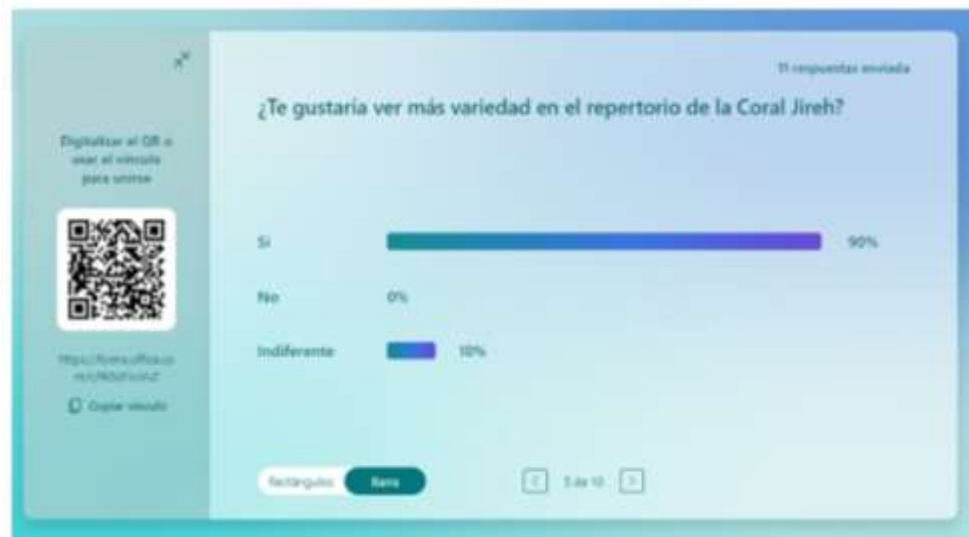 11 respuestas enviada
¿Te gustaría ver más variedad en el repertorio de la Coral Jireh?
Digitalizar el QR o
usar el vínculo
para unirse
Si 90%
No 0%
Indiferente 10%
Copiar vínculo
Rectángulos Barra
5 de 10